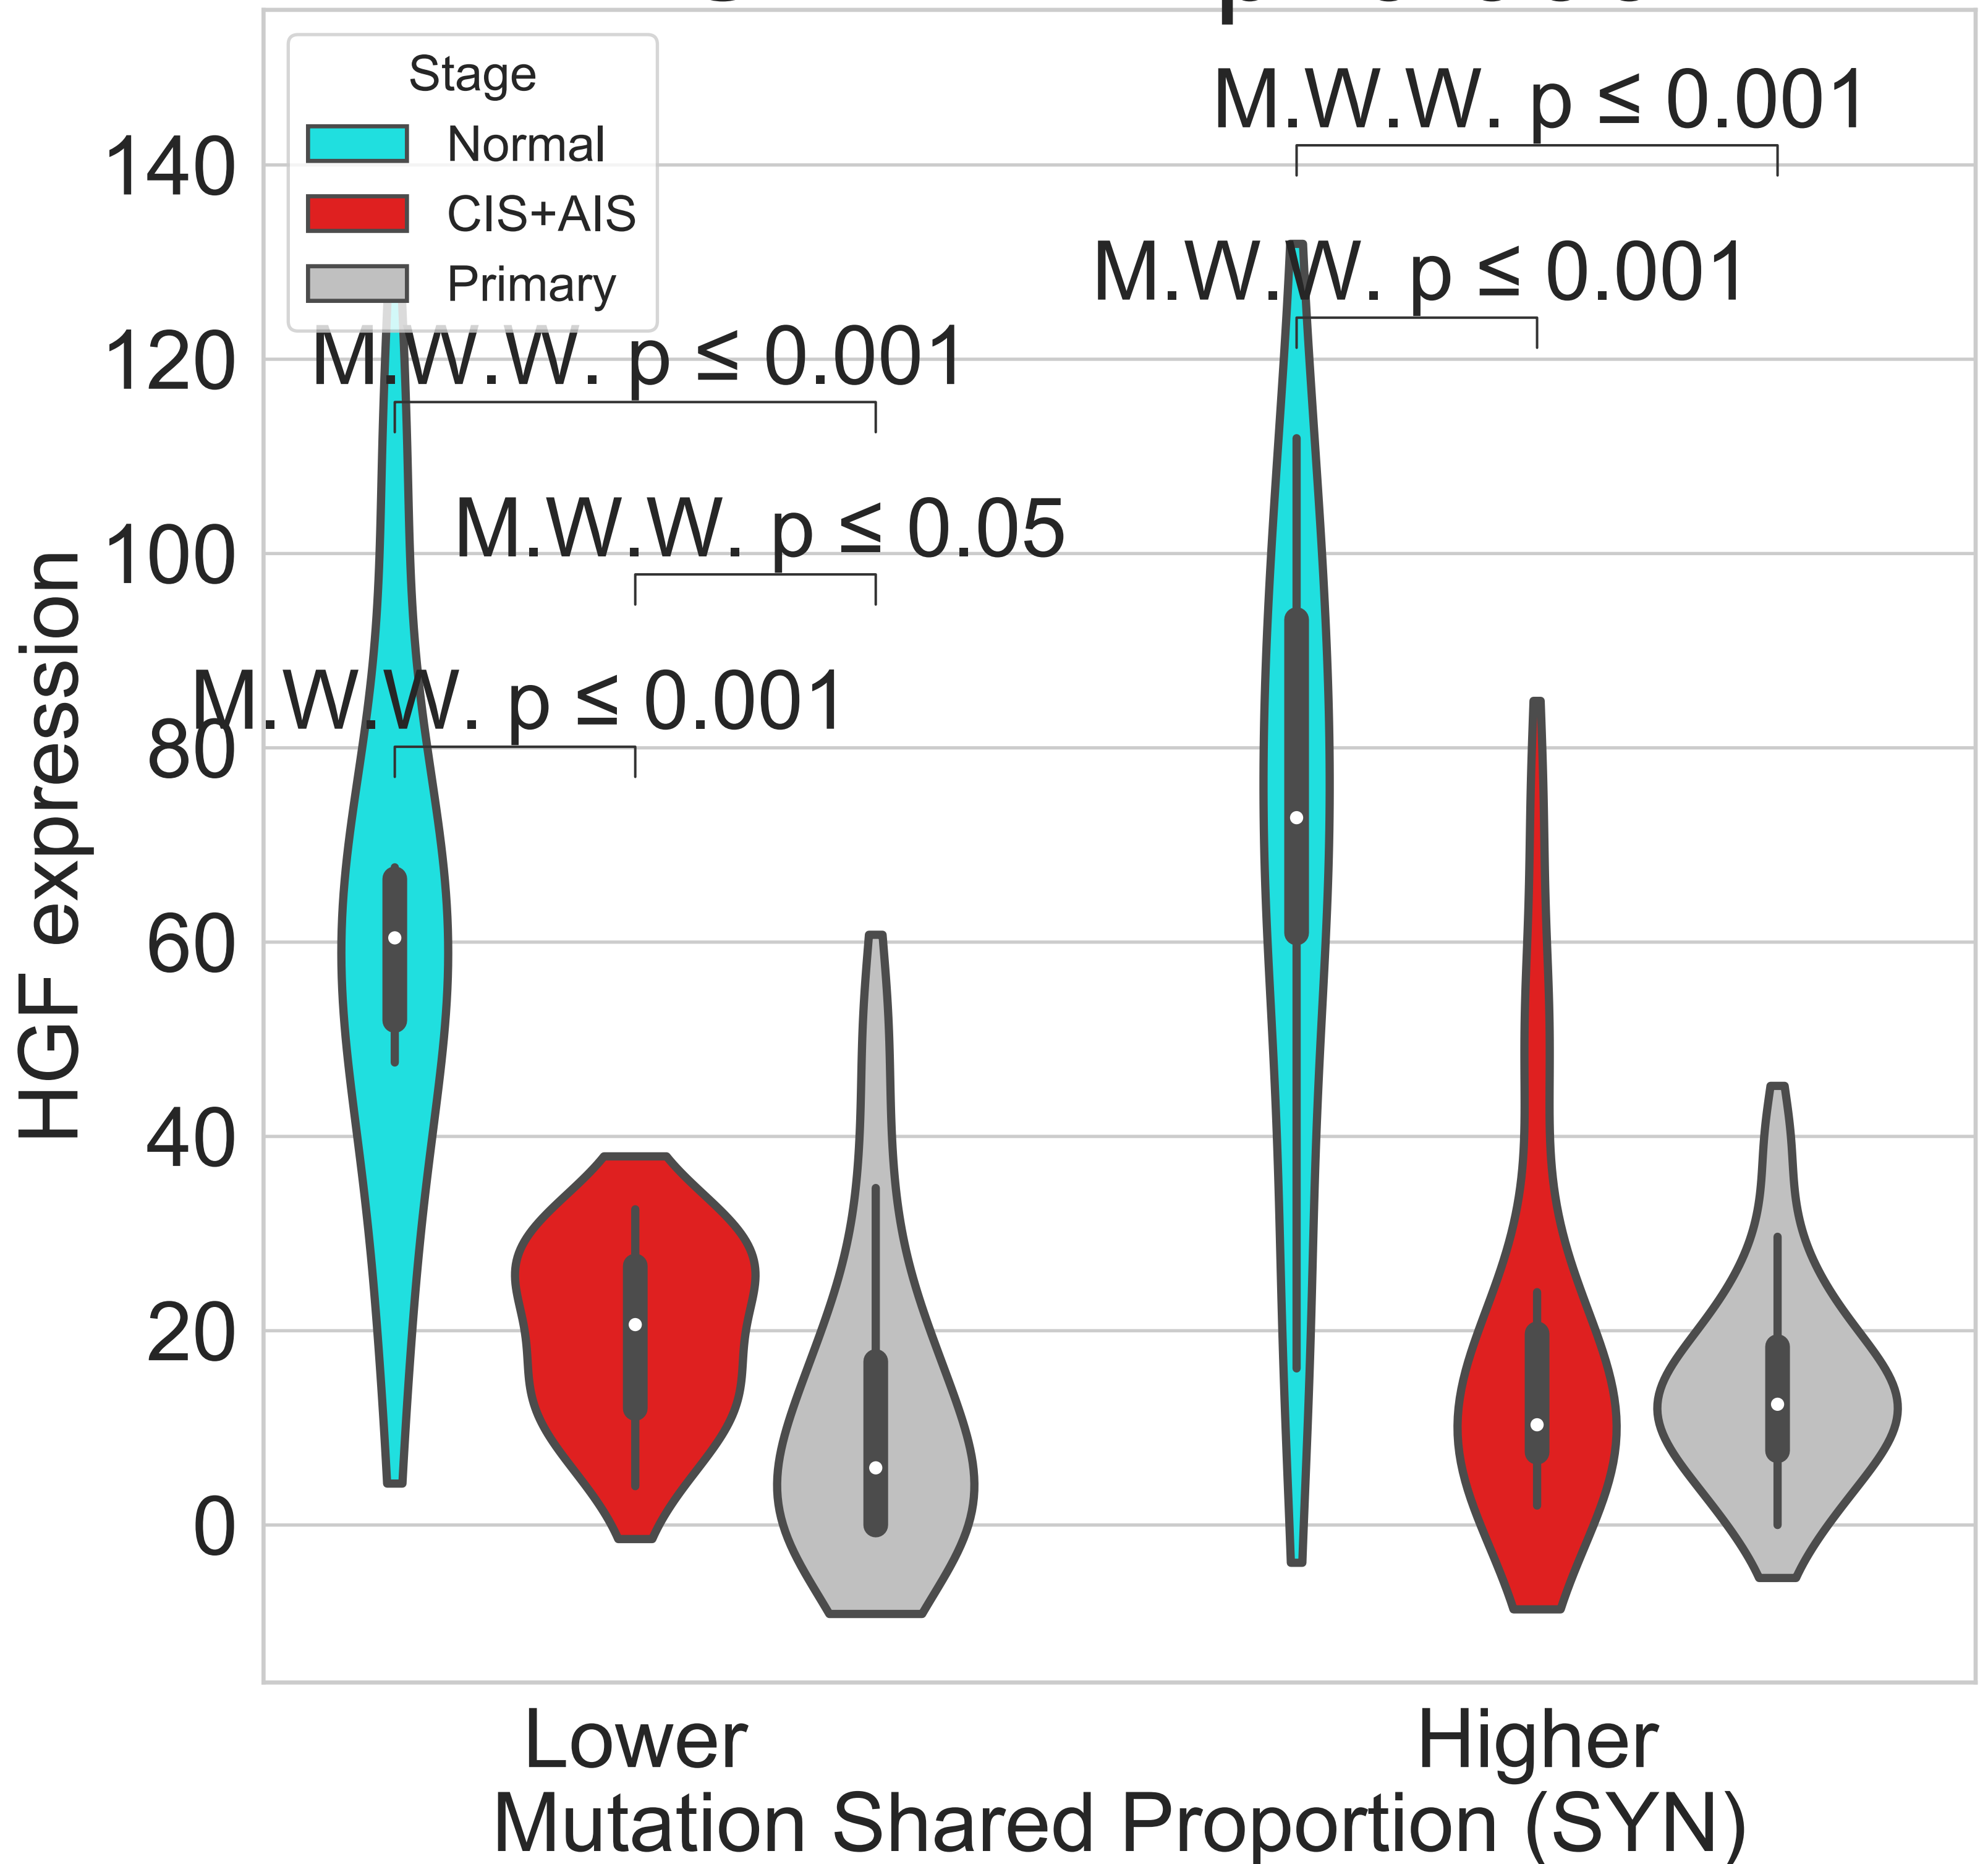 Stage
Normal
CIS+AIS
Primary
M.W.W. p ≤ 0.001
M.W.W. p ≤ 0.001
M.W.W. p ≤ 0.001
M.W.W. p ≤ 0.05
M.W.W. p ≤ 0.001
140
120
100
80
60
40
20
0
HGF expression
Lower
Higher
Mutation Shared Proportion (SYN)